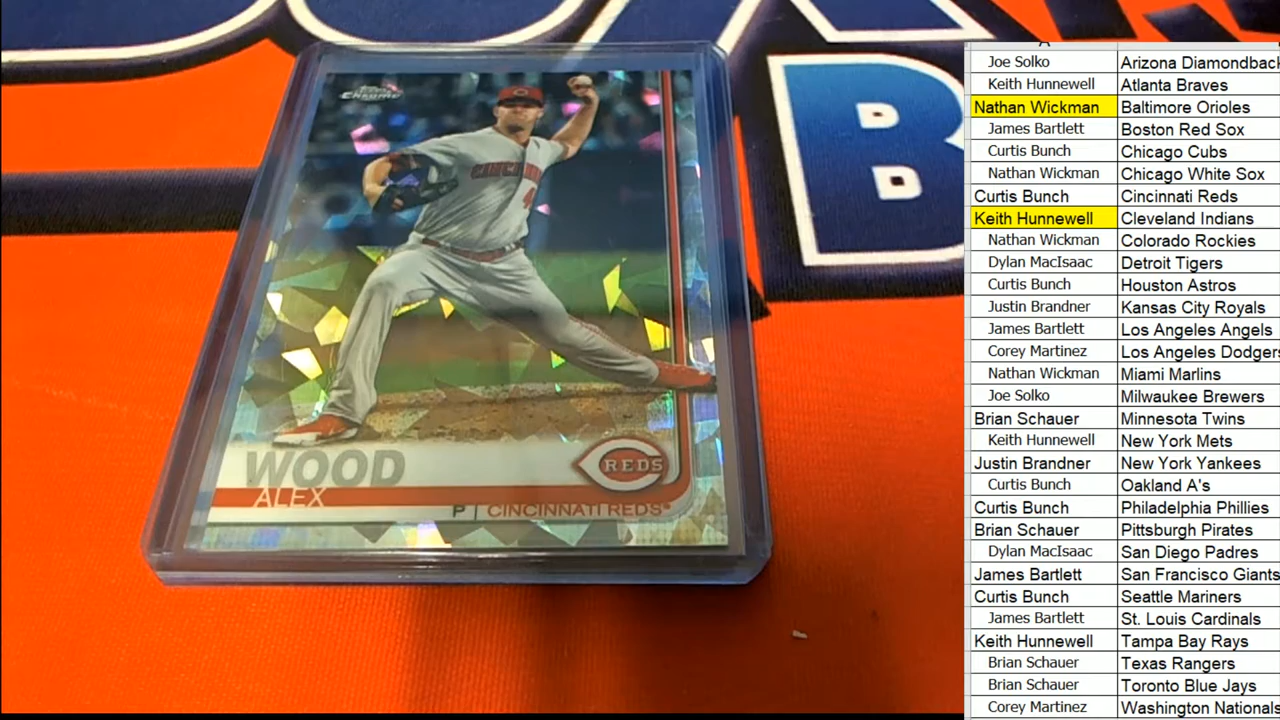 Topps
CHROME
CINCINN
4
WOOD
ALEX
REDS
P | CINCINNATI REDS
B
A
Joe Solko Arizona Diamondback
Keith Hunnewell Atlanta Braves
Nathan Wickman Baltimore Orioles
James Bartlett Boston Red Sox
Curtis Bunch Chicago Cubs
Nathan Wickman Chicago White Sox
Curtis Bunch Cincinnati Reds
Keith Hunnewell Cleveland Indians
Nathan Wickman Colorado Rockies
Dylan MacIsaac Detroit Tigers
Curtis Bunch Houston Astros
Justin Brandner Kansas City Royals
James Bartlett Los Angeles Angels
Corey Martinez Los Angeles Dodgers
Nathan Wickman Miami Marlins
Joe Solko Milwaukee Brewers
Brian Schauer Minnesota Twins
Keith Hunnewell New York Mets
Justin Brandner New York Yankees
Curtis Bunch Oakland A's
Curtis Bunch Philadelphia Phillies
Brian Schauer Pittsburgh Pirates
Dylan MacIsaac San Diego Padres
James Bartlett San Francisco Giants
Curtis Bunch Seattle Mariners
James Bartlett St. Louis Cardinals
Keith Hunnewell Tampa Bay Rays
Brian Schauer Texas Rangers
Brian Schauer Toronto Blue Jays
Corey Martinez Washington Nationals